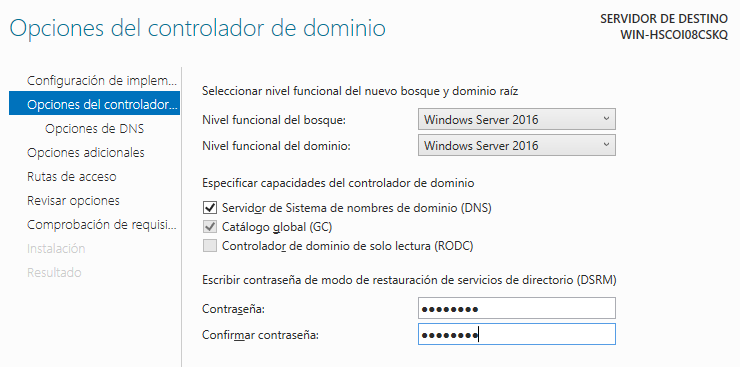 Opciones del controlador de dominio
SERVIDOR DE DESTINO
WIN-HSCOI08CSKQ
Configuración de implem...
Opciones del controlador...
Opciones de DNS
Opciones adicionales
Rutas de acceso
Revisar opciones
Comprobación de requisi...
Instalación
Resultado
Seleccionar nivel funcional del nuevo bosque y dominio raíz
Nivel funcional del bosque: Windows Server 2016
Nivel funcional del dominio: Windows Server 2016
Especificar capacidades del controlador de dominio
Servidor de Sistema de nombres de dominio (DNS)
Catálogo global (GC)
Controlador de dominio de solo lectura (RODC)
Escribir contraseña de modo de restauración de servicios de directorio (DSRM)
Contraseña: ●●●●●●●●
Confirmar contraseña: ●●●●●●●●